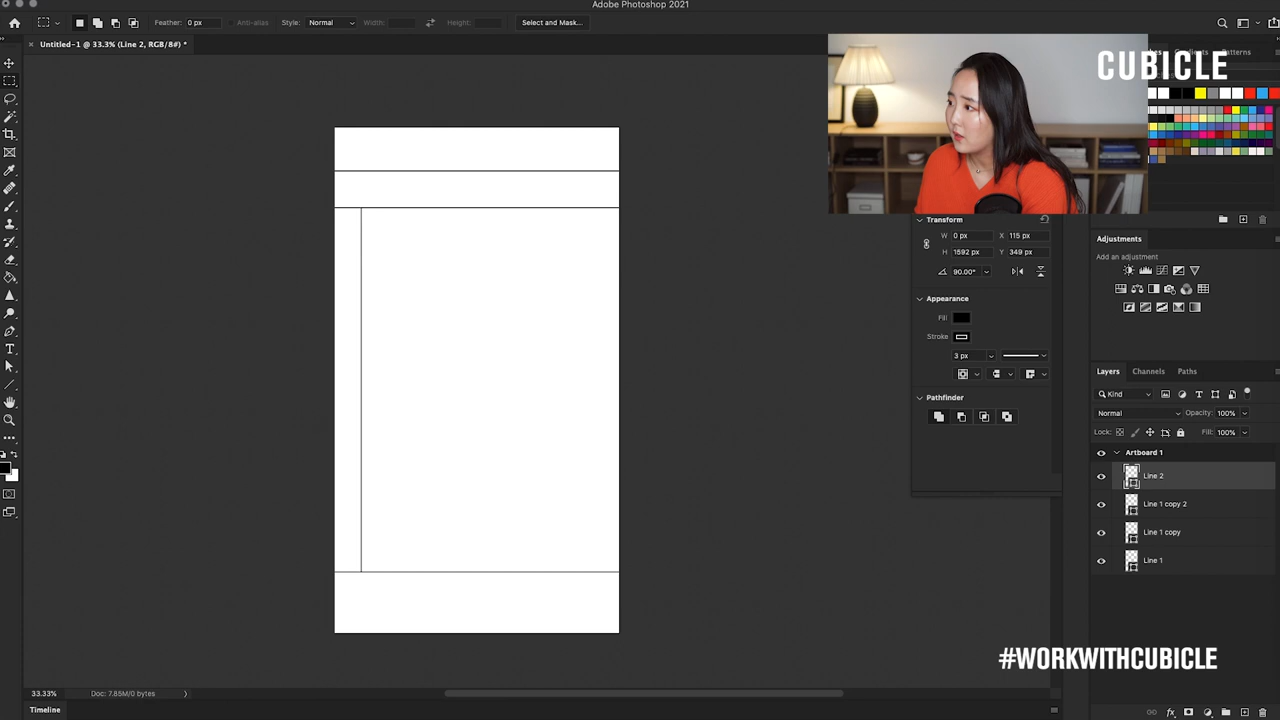 Adobe Photoshop 2021
Feather: 0 px
Anti-alias
Style: Normal
Width:
Height:
Select and Mask...
Untitled-1 @ 33.3% (Line 2, RGB/8#) *
CUBICLE
Gradients
Patterns
Transform
W 0 px X 115 px
H 1592 px Y 349 px
90.00°
Appearance
Fill
Stroke
3 px
Pathfinder
Adjustments
Add an adjustment
Layers Channels Paths
Kind
Normal Opacity: 100%
Lock: Fill: 100%
Artboard 1
Line 2
Line 1 copy 2
Line 1 copy
Line 1
#WORKWITHCUBICLE
33.33% Doc: 7.85M/0 bytes
Timeline